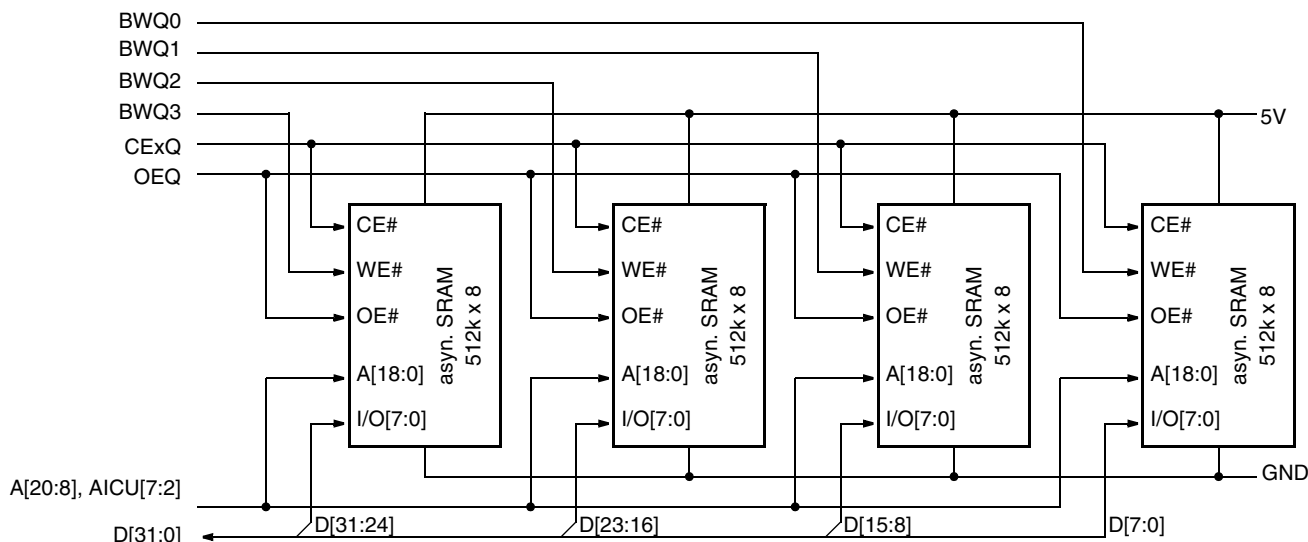 BWQ0
BWQ1
BWQ2
BWQ3
CExQ
OEQ
5V
CE#
WE#
OE#
A[18:0]
I/O[7:0]
asyn. SRAM
512k x 8
CE#
WE#
OE#
A[18:0]
I/O[7:0]
asyn. SRAM
512k x 8
CE#
WE#
OE#
A[18:0]
I/O[7:0]
asyn. SRAM
512k x 8
CE#
WE#
OE#
A[18:0]
I/O[7:0]
asyn. SRAM
512k x 8
GND
A[20:8], AICU[7:2]
D[31:0]
D[31:24]
D[23:16]
D[15:8]
D[7:0]